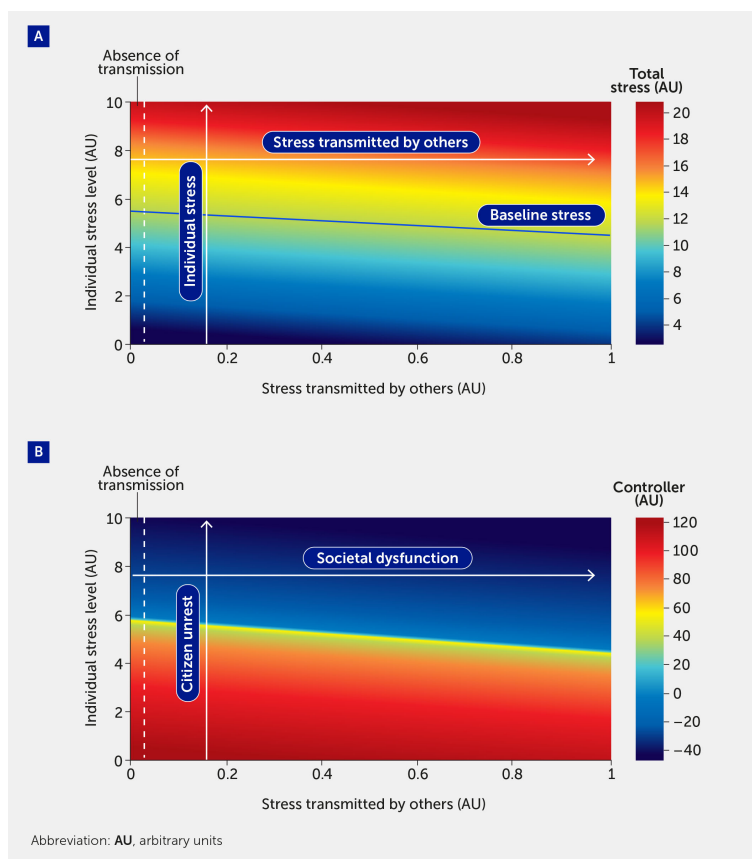 A
Absence of
transmission
Total
stress (AU)
10
8
6
4
2
0
Individual stress level (AU)
Stress transmitted by others
Individual stress
Baseline stress
20
18
16
14
12
10
8
6
4
0
0.2
0.4
0.6
0.8
1
Stress transmitted by others (AU)
B
Absence of
transmission
Controller
(AU)
10
8
6
4
2
0
Individual stress level (AU)
Societal dysfunction
Citizen unrest
120
100
80
60
40
20
0
−20
−40
0
0.2
0.4
0.6
0.8
1
Stress transmitted by others (AU)
Abbreviation: AU, arbitrary units